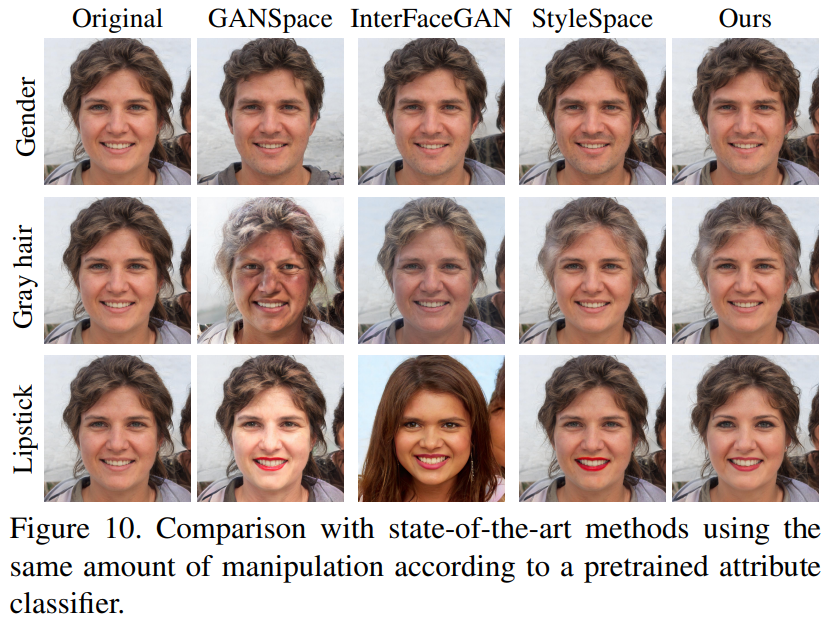 Original GANSpace InterFaceGAN StyleSpace Ours
Gender
Gray hair
Lipstick
Figure 10. Comparison with state-of-the-art methods using the
same amount of manipulation according to a pretrained attribute
classifier.